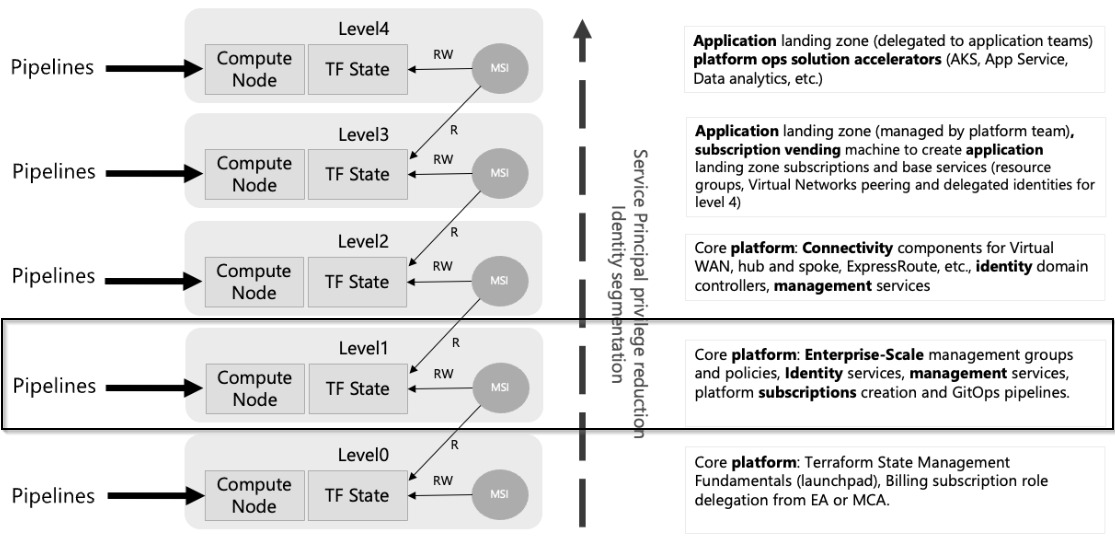 Level4
Pipelines
Compute
Node
TF State
RW
MSI
R
Application landing zone (delegated to application teams)
platform ops solution accelerators (AKS, App Service,
Data analytics, etc.)
Level3
Pipelines
Compute
Node
TF State
RW
MSI
R
Application landing zone (managed by platform team),
subscription vending machine to create application
landing zone subscriptions and base services (resource
groups, Virtual Networks peering and delegated identities for
level 4)
Level2
Pipelines
Compute
Node
TF State
RW
MSI
R
Core platform: Connectivity components for Virtual
WAN, hub and spoke, ExpressRoute, etc., identity domain
controllers, management services
Level1
Pipelines
Compute
Node
TF State
RW
MSI
R
Core platform: Enterprise-Scale management groups
and policies, Identity services, management services,
platform subscriptions creation and GitOps pipelines.
Level0
Pipelines
Compute
Node
TF State
RW
MSI
Core platform: Terraform State Management
Fundamentals (launchpad), Billing subscription role
delegation from EA or MCA.
Service Principal privilege reduction
Identity segmentation